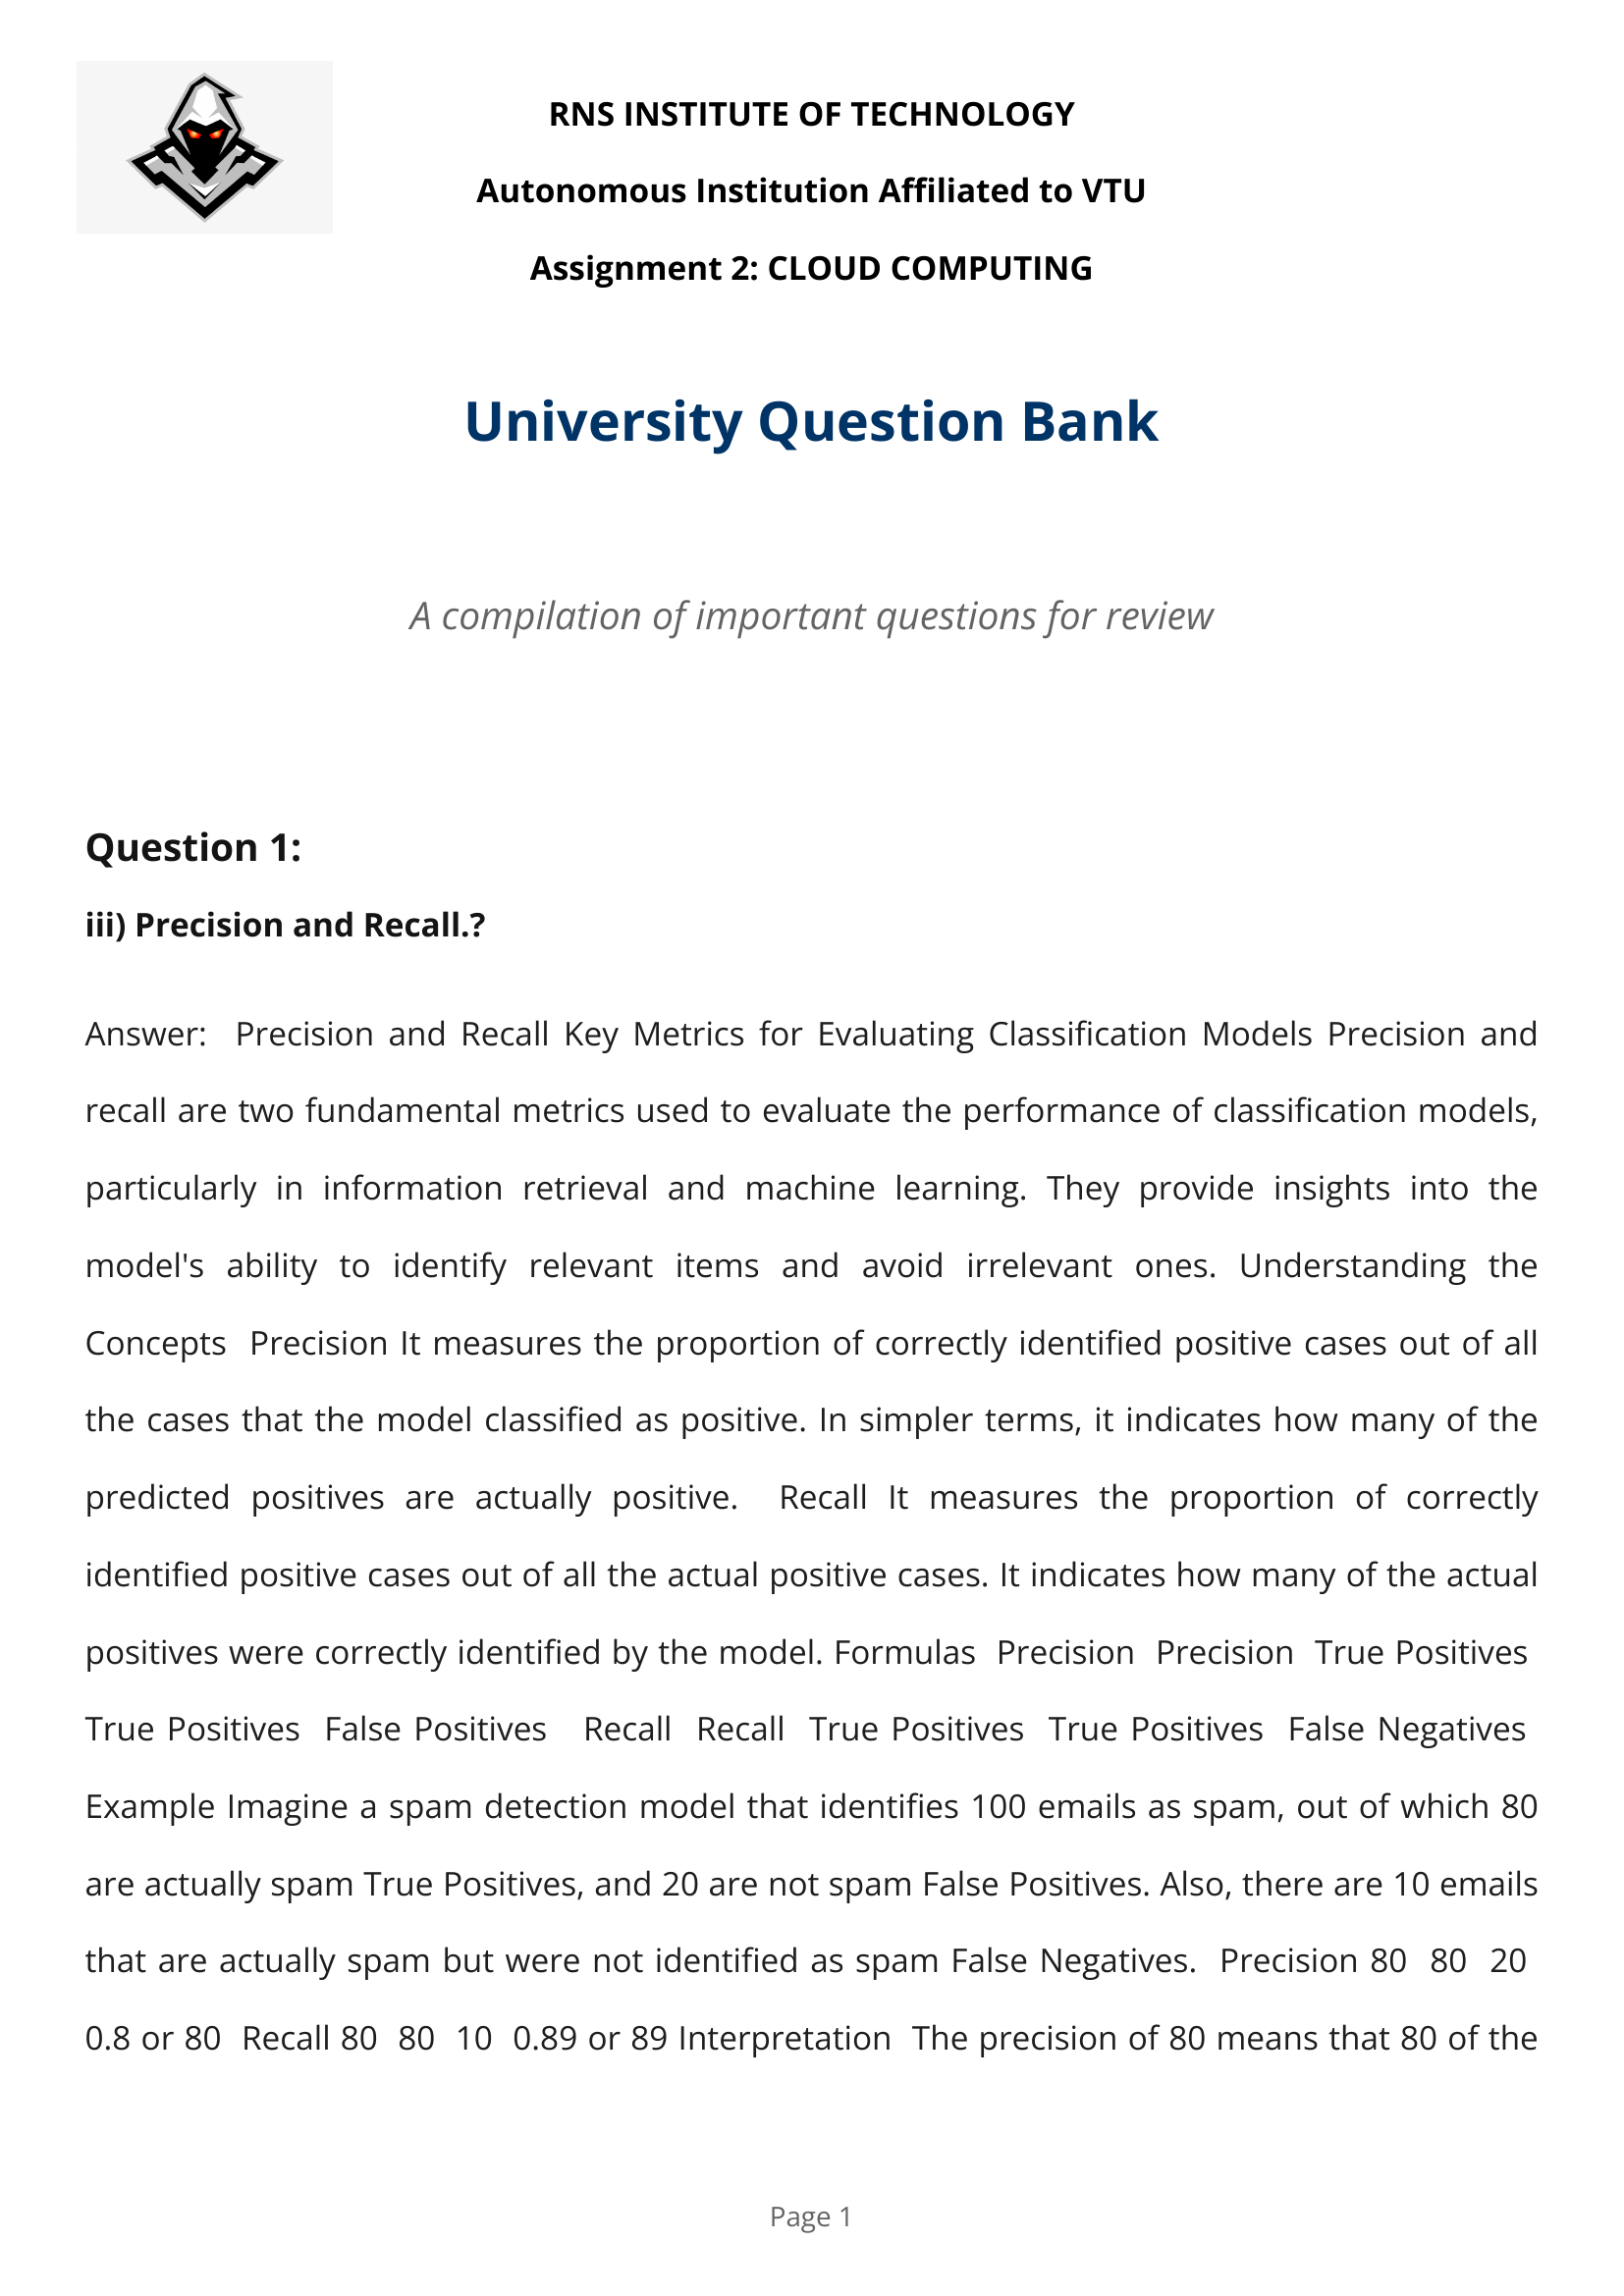 RNS INSTITUTE OF TECHNOLOGY
Autonomous Institution Affiliated to VTU
Assignment 2: CLOUD COMPUTING
University Question Bank
A compilation of important questions for review
Question 1:
iii) Precision and Recall.?
Answer:  Precision and Recall Key Metrics for Evaluating Classification Models Precision and
recall are two fundamental metrics used to evaluate the performance of classification models,
particularly in information retrieval and machine learning. They provide insights into the
model's ability to identify relevant items and avoid irrelevant ones. Understanding the
Concepts  Precision It measures the proportion of correctly identified positive cases out of all
the cases that the model classified as positive. In simpler terms, it indicates how many of the
predicted positives are actually positive.  Recall It measures the proportion of correctly
identified positive cases out of all the actual positive cases. It indicates how many of the actual
positives were correctly identified by the model. Formulas  Precision  Precision  True Positives
True Positives  False Positives   Recall  Recall  True Positives  True Positives  False Negatives
Example Imagine a spam detection model that identifies 100 emails as spam, out of which 80
are actually spam True Positives, and 20 are not spam False Positives. Also, there are 10 emails
that are actually spam but were not identified as spam False Negatives.  Precision 80  80  20
0.8 or 80  Recall 80  80  10  0.89 or 89 Interpretation  The precision of 80 means that 80 of the
Page 1